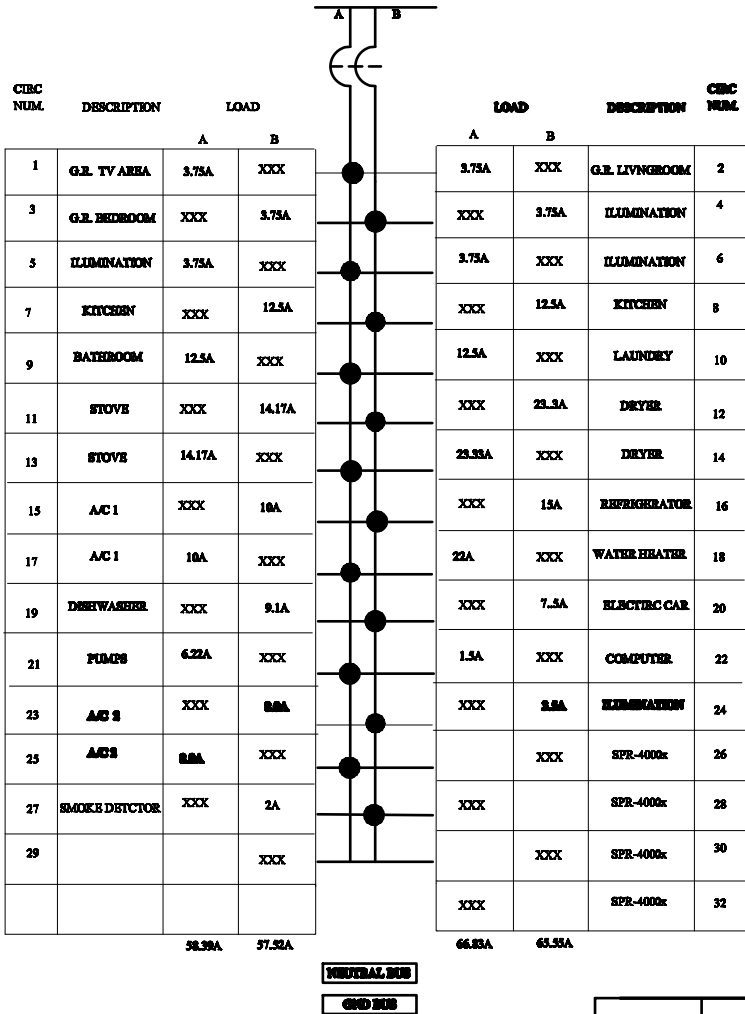 A B
CIRC NUM. DESCRIPTION LOAD
A B
1 G.R. TV AREA 3.75A XXX
3 G.R. BEDROOM XXX 3.75A
5 ILUMINATION 3.75A XXX
7 KITCHEN XXX 12.5A
9 BATHROOM 12.5A XXX
11 STOVE XXX 14.17A
13 STOVE 14.17A XXX
15 A/C 1 XXX 10A
17 A/C 1 10A XXX
19 DISHWASHER XXX 9.1A
21 PUMPS 6.22A XXX
23 A/C 2 XXX
25 A/C 2 XXX
27 SMOKE DETCTOR XXX 2A
29 XXX
58.39A 57.52A
LOAD DESCRIPTION CIRC NUM.
A B
3.75A XXX G.R. LIVNGROOM 2
XXX 3.75A ILUMINATION 4
3.75A XXX ILUMINATION 6
XXX 12.5A KITCHEN 8
12.5A XXX LAUNDRY 10
XXX 23..3A DRYER 12
23.33A XXX DRYER 14
XXX 15A REFRIGERATOR 16
22A XXX WATER HEATER 18
XXX 7..5A ELECTIRC CAR 20
1.5A XXX COMPUTER 22
XXX ILUMINATION 24
XXX SPR-4000x 26
XXX SPR-4000x 28
XXX SPR-4000x 30
XXX SPR-4000x 32
66.83A 65.55A
NEUTRAL BUS
GND BUS